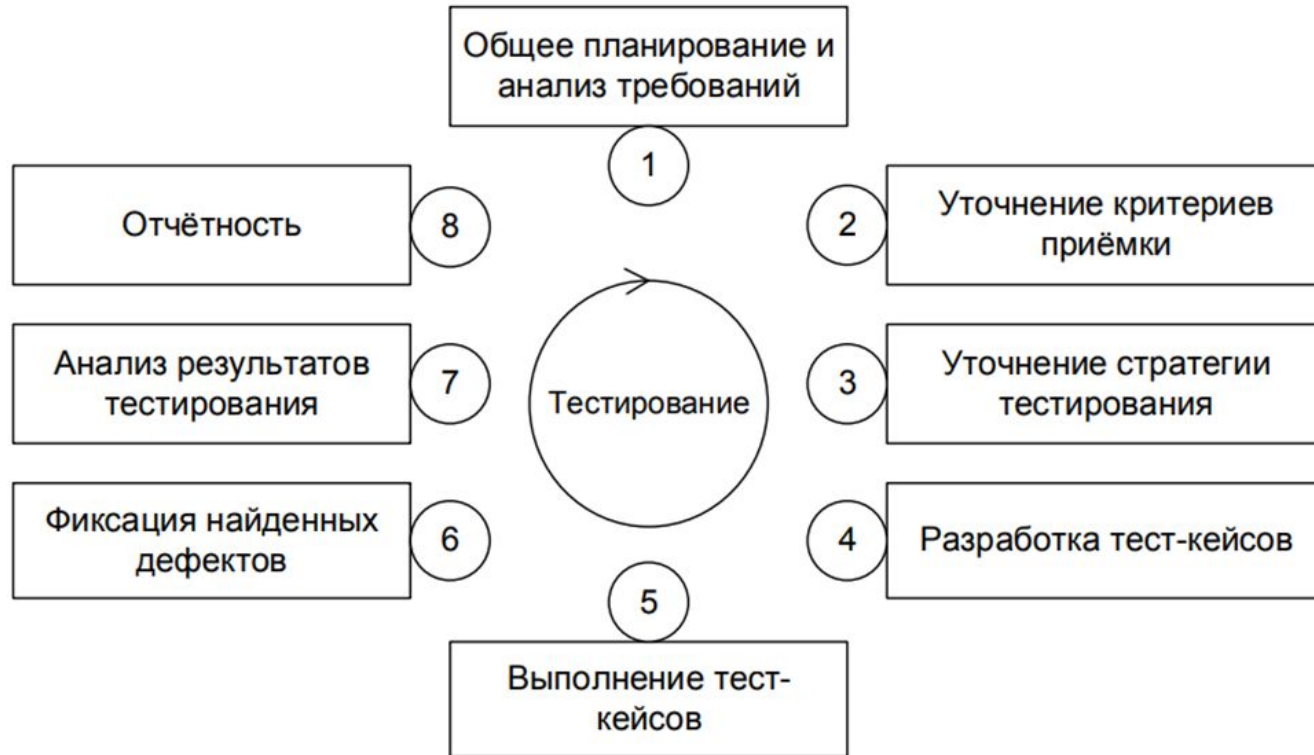 Общее планирование и
анализ требований
1
2
Уточнение критериев
приёмки
3
Уточнение стратегии
тестирования
4
Разработка тест-кейсов
5
Выполнение тест-
кейсов
6
Фиксация найденных
дефектов
7
Анализ результатов
тестирования
8
Отчётность
Тестирование